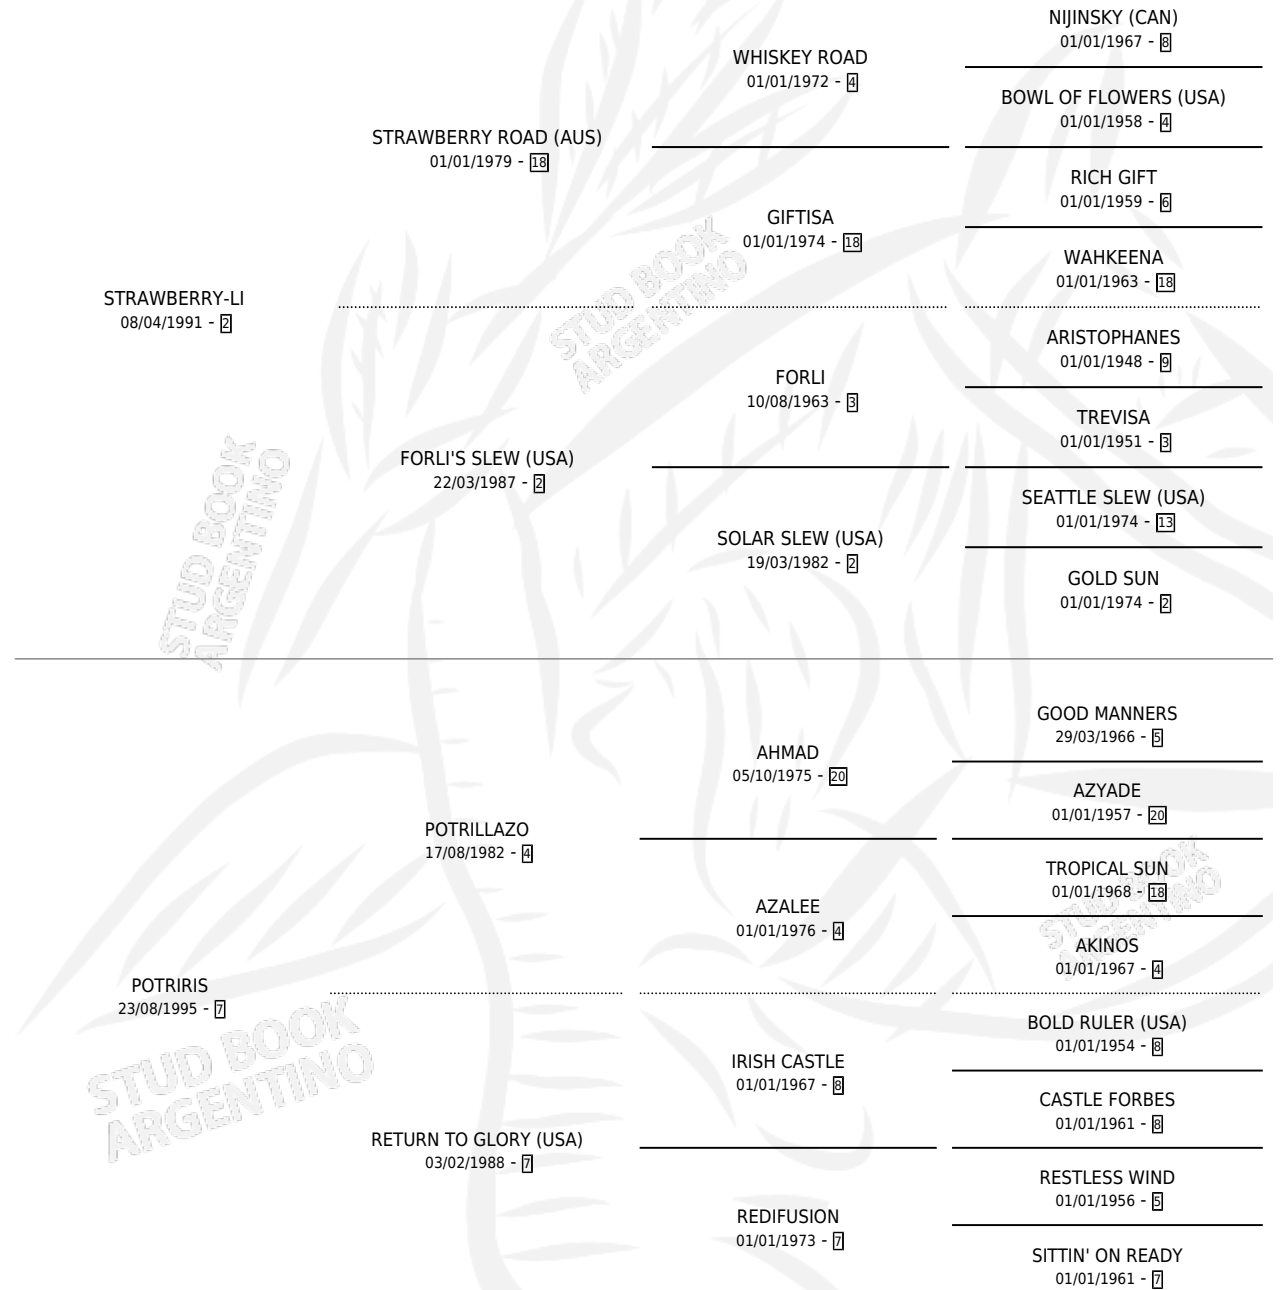 NIJINSKY (CAN)
01/01/1967 - 8
WHISKEY ROAD
01/01/1972 - 4
BOWL OF FLOWERS (USA)
01/01/1958 - 4
STRAWBERRY ROAD (AUS)
01/01/1979 - 18
RICH GIFT
01/01/1959 - 6
GIFTISA
01/01/1974 - 18
WAHKEENA
01/01/1963 - 18
STRAWBERRY-LI
08/04/1991 - 2
STUD BOOK
ARGENTINO
ARISTOPHANES
01/01/1948 - 9
FORLI
10/08/1963 - 3
TREVISA
01/01/1951 - 3
FORLI'S SLEW (USA)
22/03/1987 - 2
SEATTLE SLEW (USA)
01/01/1974 - 13
SOLAR SLEW (USA)
19/03/1982 - 2
GOLD SUN
01/01/1974 - 2
STUD BOOK
ARGENTINO
GOOD MANNERS
29/03/1966 - 5
AHMAD
05/10/1975 - 20
AZYADE
01/01/1957 - 20
POTRILLAZO
17/08/1982 - 4
TROPICAL SUN
01/01/1968 - 18
AZALEE
01/01/1976 - 4
STUD BOOK
ARGENTINO
AKINOS
01/01/1967 - 4
POTRIRIS
23/08/1995 - 7
BOLD RULER (USA)
01/01/1954 - 8
IRISH CASTLE
01/01/1967 - 8
STUD BOOK
ARGENTINO
CASTLE FORBES
01/01/1961 - 8
RETURN TO GLORY (USA)
03/02/1988 - 7
RESTLESS WIND
01/01/1956 - 5
REDIFUSION
01/01/1973 - 7
SITTIN' ON READY
01/01/1961 - 7